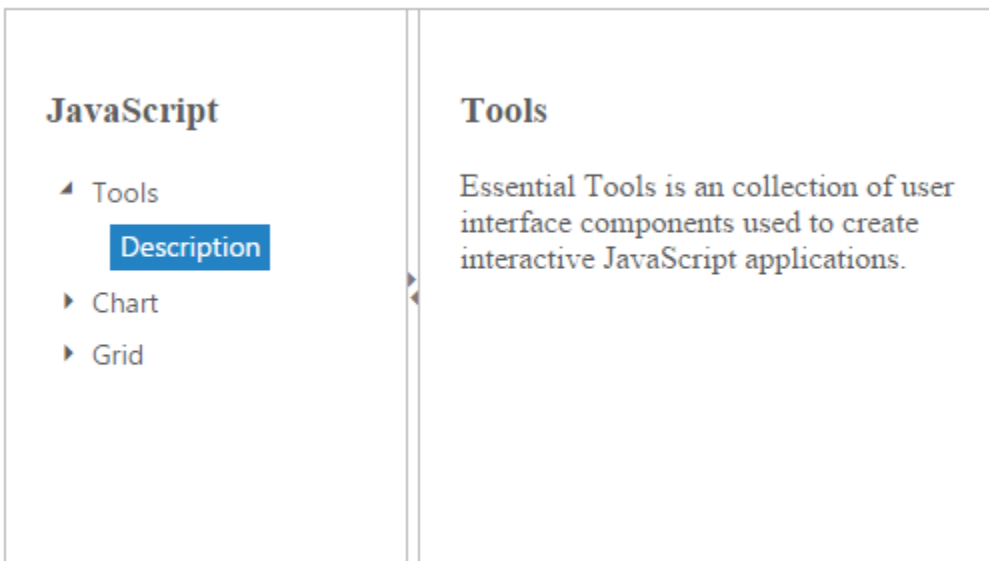 JavaScript
Tools
Description
Chart
Grid
Tools
Essential Tools is an collection of user
interface components used to create
interactive JavaScript applications.